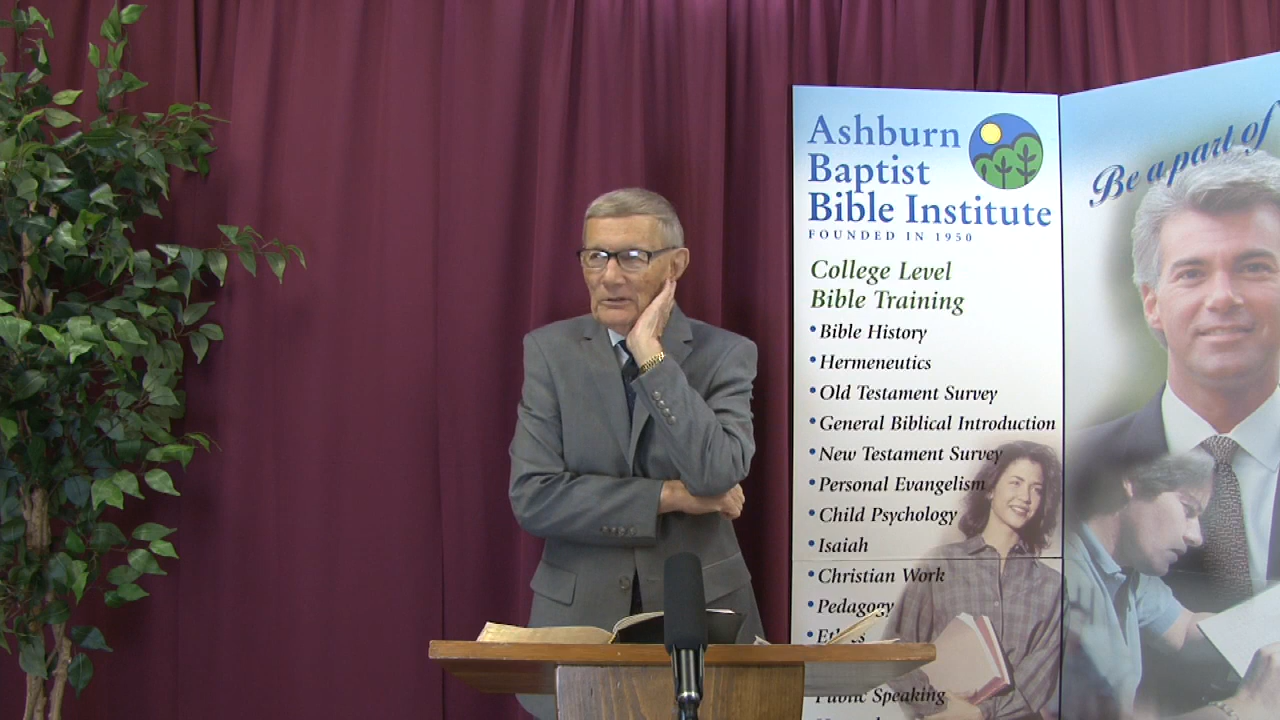 Ashburn
Baptist
Bible Institute
FOUNDED IN 1950
College Level
Bible Training
• Bible History
• Hermeneutics
• Old Testament Survey
• General Biblical Introduction
• New Testament Survey
• Personal Evangelism
• Child Psychology
• Isaiah
• Christian Work
• Pedagogy
• Ethics
Public Speaking
Be a part of